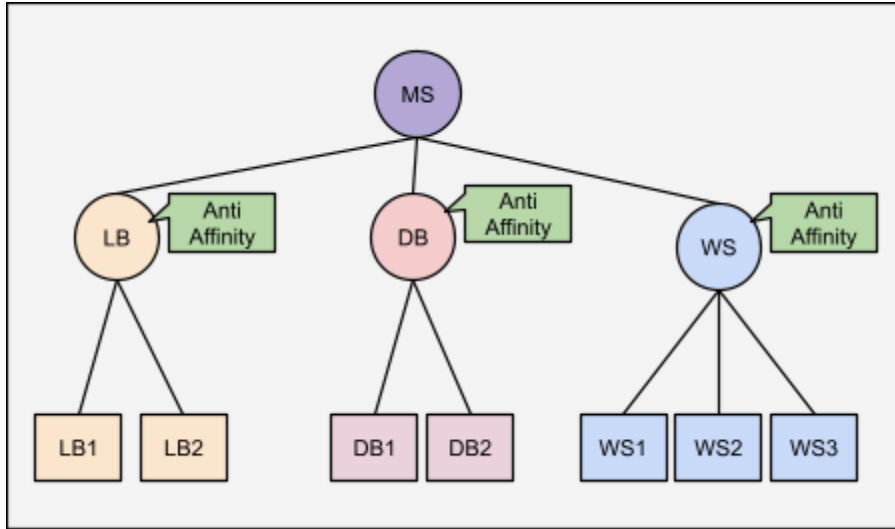 MS
LB
Anti
Affinity
DB
Anti
Affinity
WS
Anti
Affinity
LB1
LB2
DB1
DB2
WS1
WS2
WS3